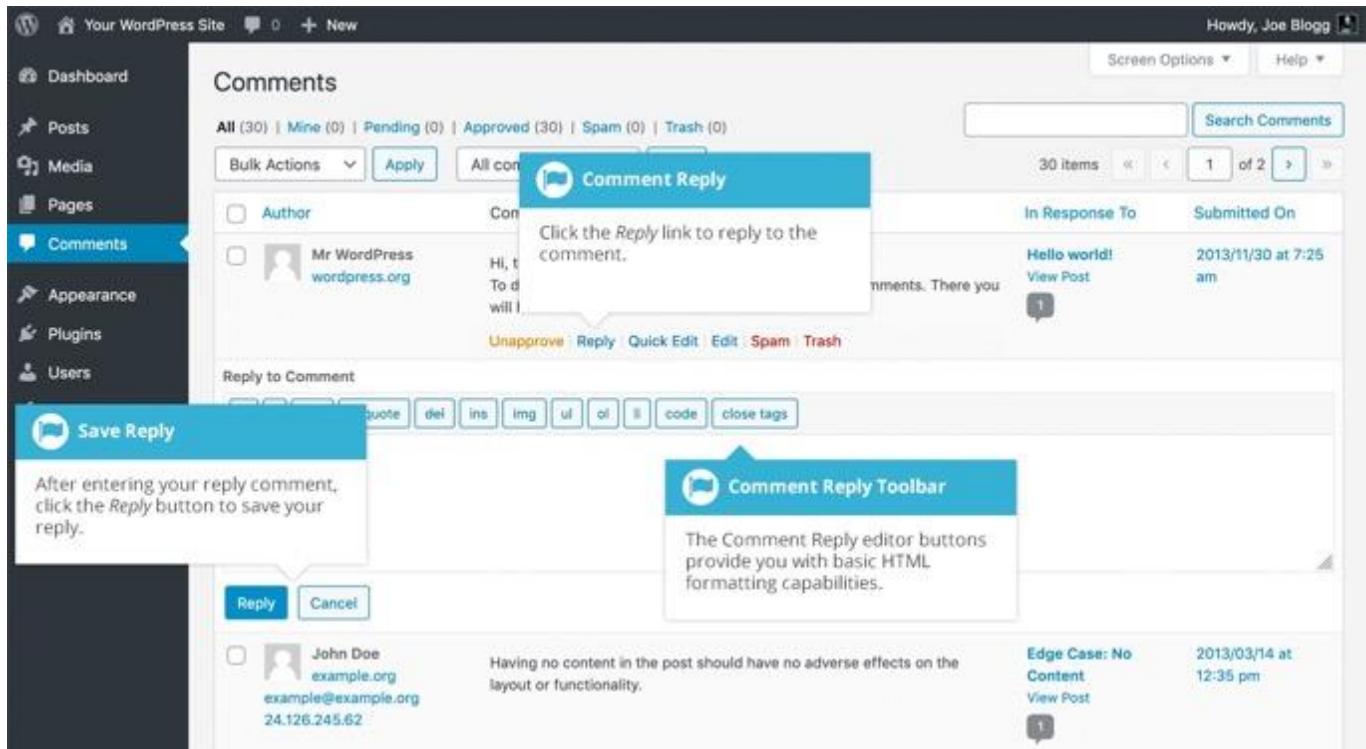 Your WordPress Site 0 + New Howdy, Joe Blogg
Screen Options ▼ Help ▼
Dashboard
Posts
Media
Pages
Comments
Appearance
Plugins
Users
Comments
All (30) | Mine (0) | Pending (0) | Approved (30) | Spam (0) | Trash (0)
Search Comments
Bulk Actions Apply All
30 items « ‹ 1 of 2 › »
Comment Reply
Click the Reply link to reply to the
comment.
Author In Response To Submitted On
Mr WordPress
wordpress.org
Hi,
To
There you
will
Hello world!
View Post
1
2013/11/30 at 7:25
am
Unapprove | Reply | Quick Edit | Edit | Spam | Trash
Reply to Comment
del ins img ul ol li code close tags
Save Reply
After entering your reply comment,
click the Reply button to save your
reply.
Comment Reply Toolbar
The Comment Reply editor buttons
provide you with basic HTML
formatting capabilities.
Reply Cancel
John Doe
example.org
example@example.org
24.126.245.62
Having no content in the post should have no adverse effects on the
layout or functionality.
Edge Case: No
Content
View Post
1
2013/03/14 at
12:35 pm